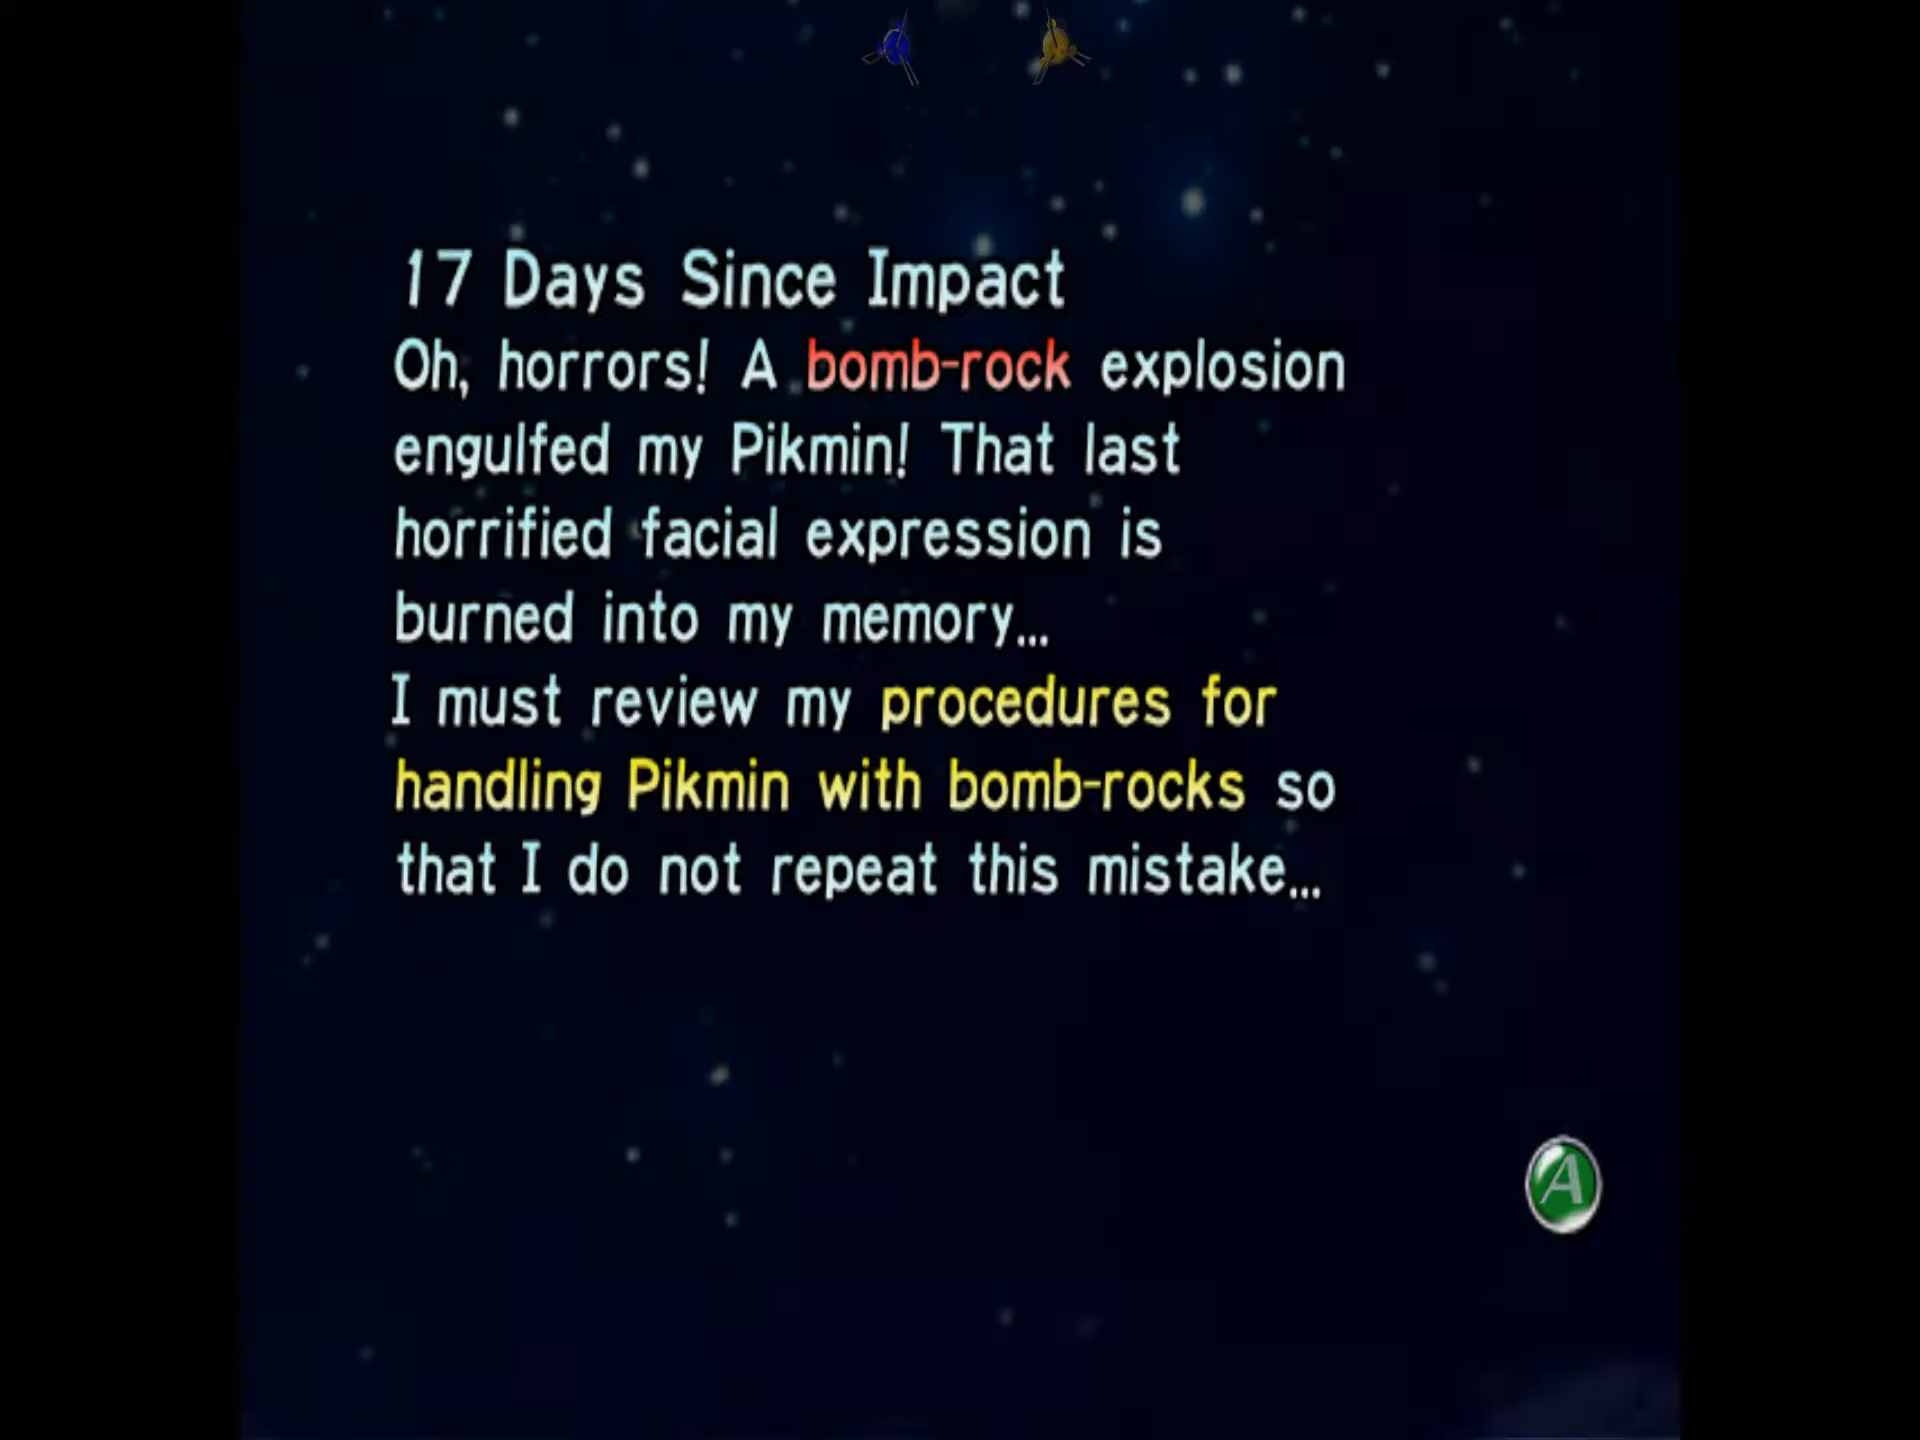 17 Days Since Impact
Oh, horrors! A bomb-rock explosion
engulfed my Pikmin! That last
horrified facial expression is
burned into my memory...
I must review my procedures for
handling Pikmin with bomb-rocks so
that I do not repeat this mistake...
A